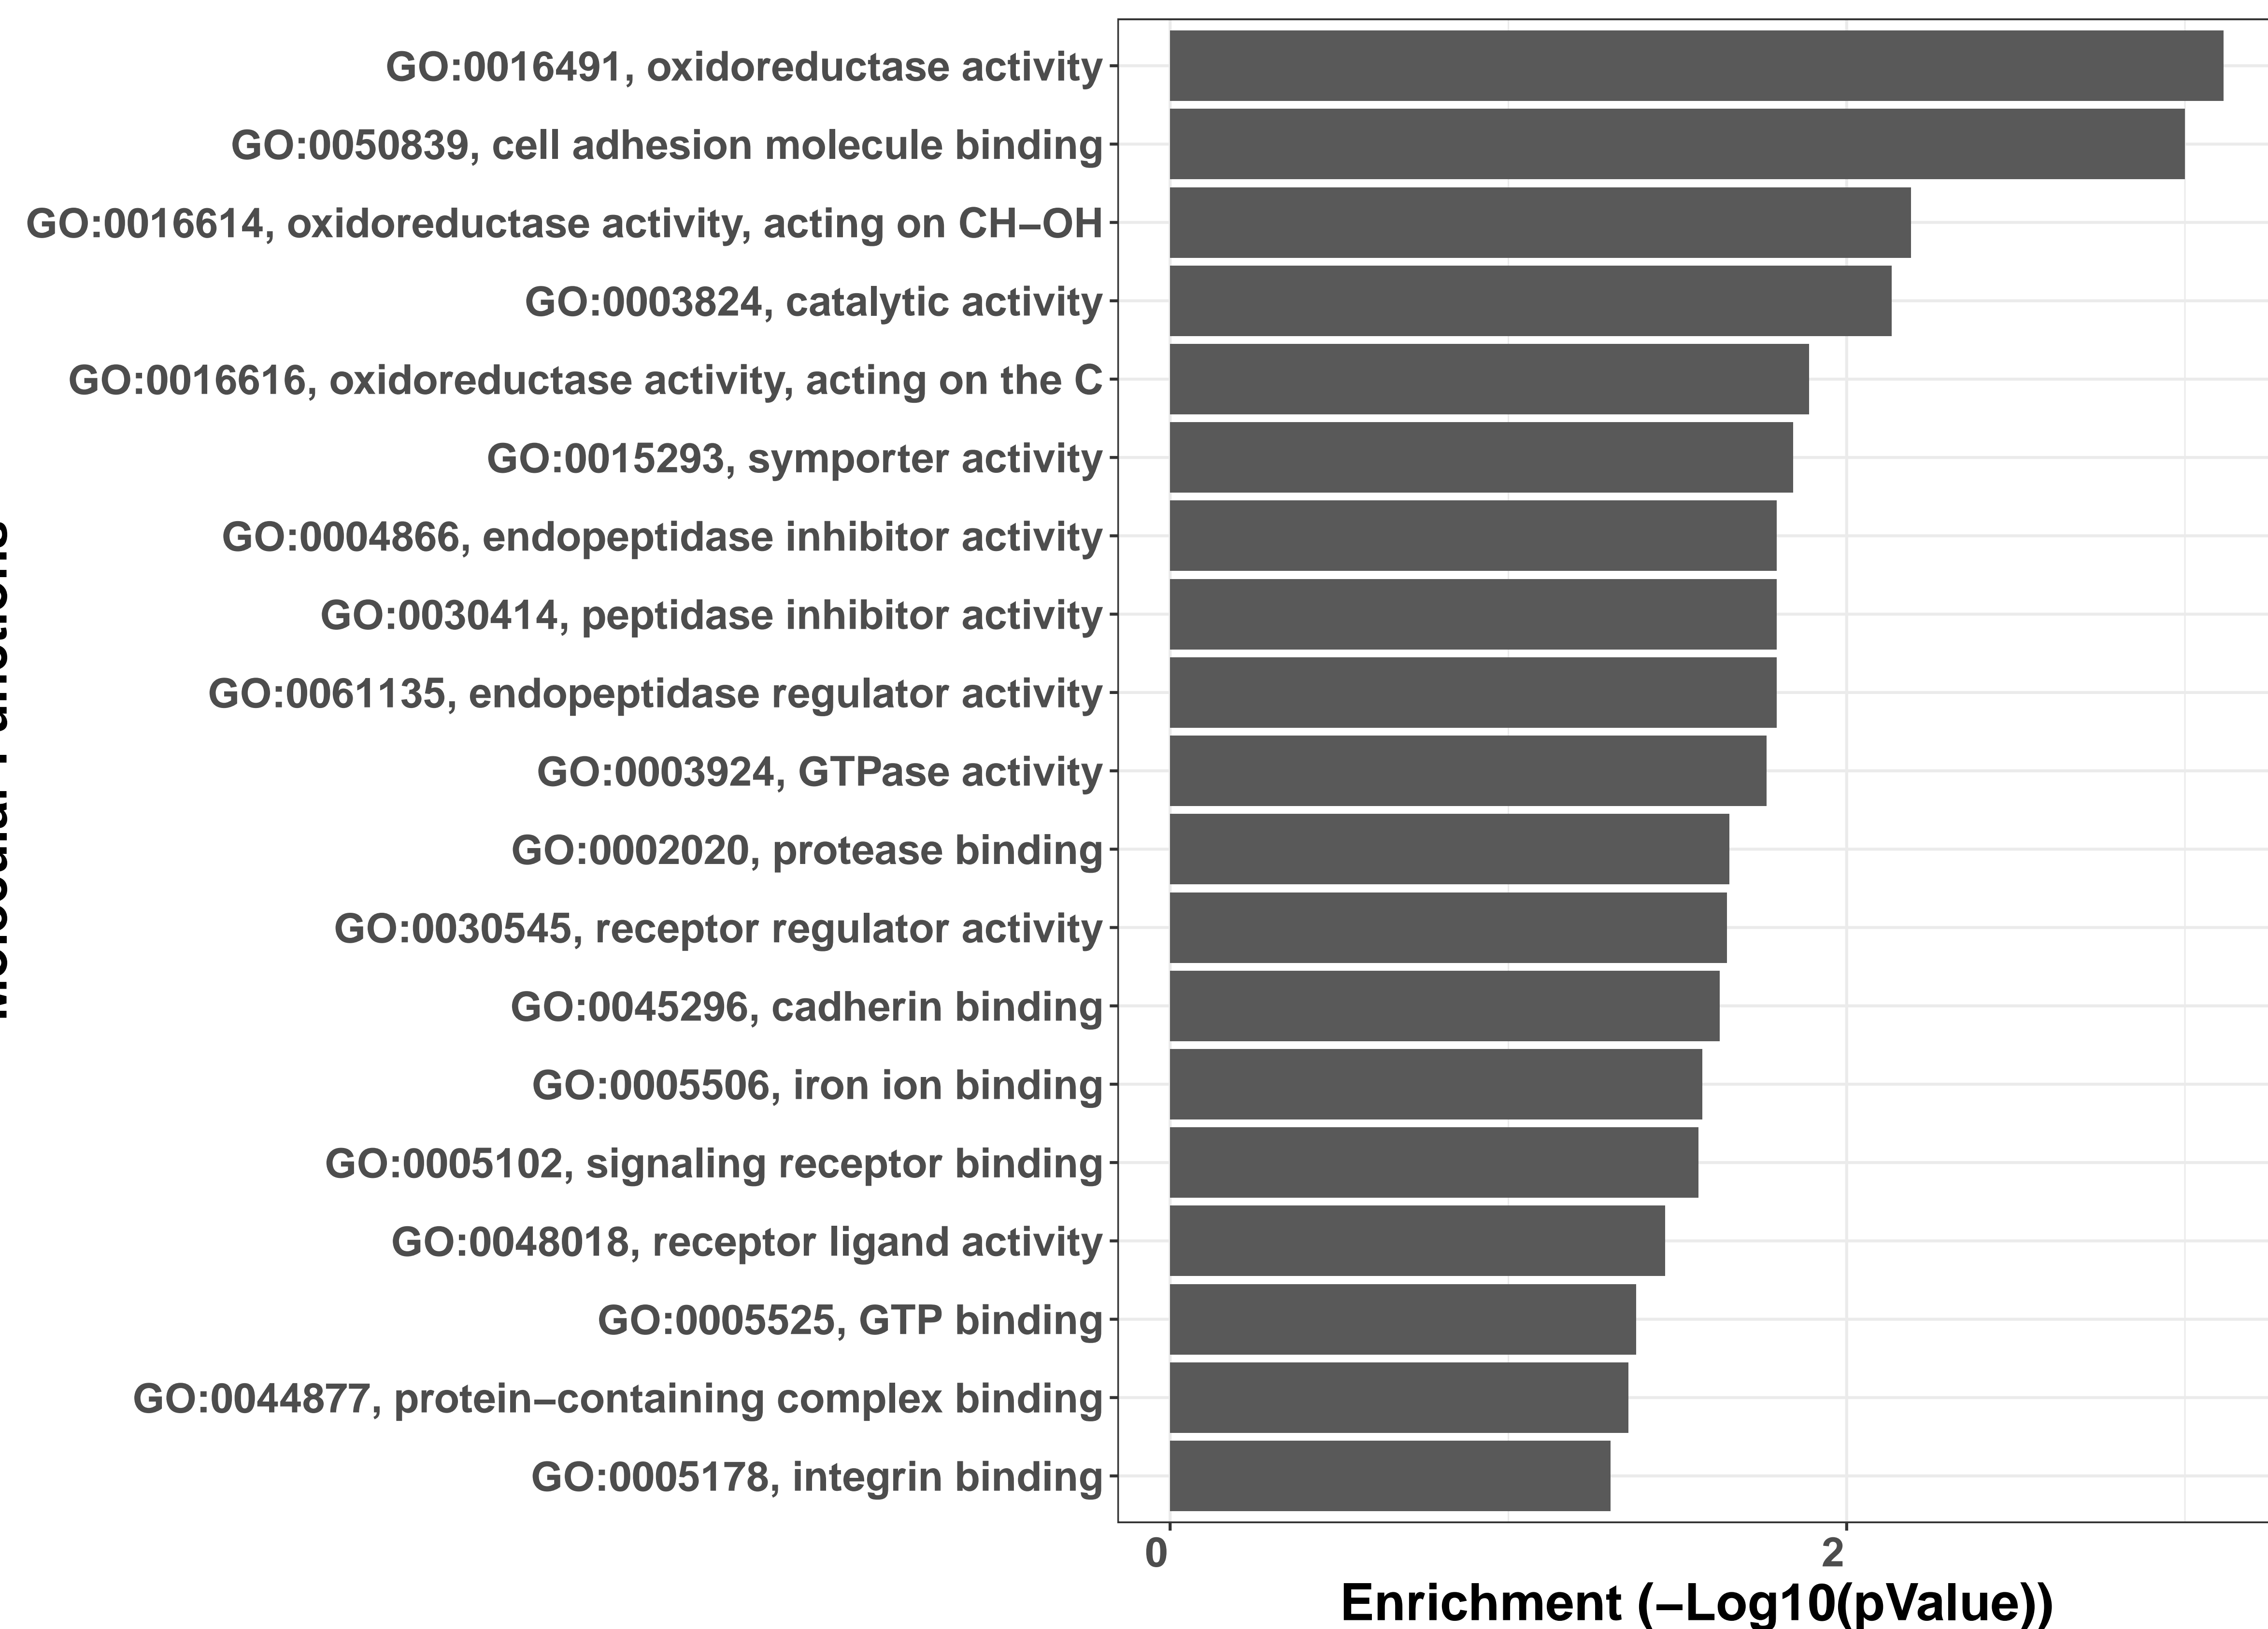 GO:0016491, oxidoreductase activity
GO:0050839, cell adhesion molecule binding
GO:0016614, oxidoreductase activity, acting on CH−OH
GO:0003824, catalytic activity
GO:0016616, oxidoreductase activity, acting on the C
GO:0015293, symporter activity
GO:0004866, endopeptidase inhibitor activity
GO:0030414, peptidase inhibitor activity
GO:0061135, endopeptidase regulator activity
GO:0003924, GTPase activity
GO:0002020, protease binding
GO:0030545, receptor regulator activity
GO:0045296, cadherin binding
GO:0005506, iron ion binding
GO:0005102, signaling receptor binding
GO:0048018, receptor ligand activity
GO:0005525, GTP binding
GO:0044877, protein−containing complex binding
GO:0005178, integrin binding
0 2
Enrichment (−Log10(pValue))